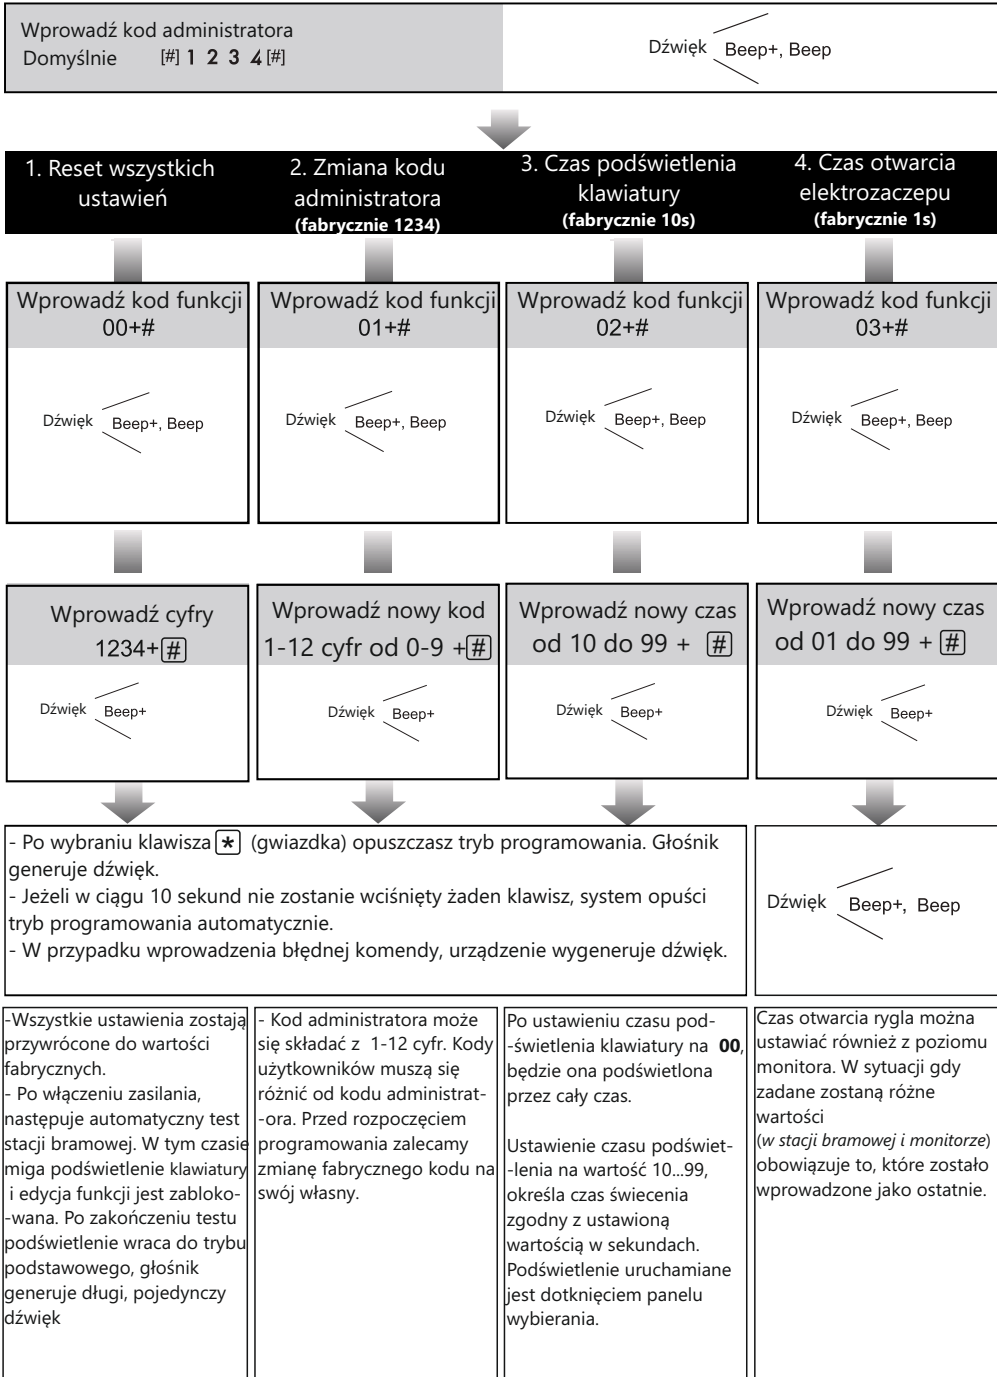 Wprowadź kod administratora
Domyślnie [#] 1 2 3 4 [#]
Dźwięk Beep+, Beep
1. Reset wszystkich
ustawień
2. Zmiana kodu
administratora
(fabrycznie 1234)
3. Czas podświetlenia
klawiatury
(fabrycznie 10s)
4. Czas otwarcia
elektrozaczepu
(fabrycznie 1s)
Wprowadź kod funkcji
00+#
Dźwięk Beep+, Beep
Wprowadź kod funkcji
01+#
Dźwięk Beep+, Beep
Wprowadź kod funkcji
02+#
Dźwięk Beep+, Beep
Wprowadź kod funkcji
03+#
Dźwięk Beep+, Beep
Wprowadź cyfry
1234+#
Dźwięk Beep+
Wprowadź nowy kod
1-12 cyfr od 0-9 +#
Dźwięk Beep+
Wprowadź nowy czas
od 10 do 99 + #
Dźwięk Beep+
Wprowadź nowy czas
od 01 do 99 + #
Dźwięk Beep+
- Po wybraniu klawisza * (gwiazdka) opuszczasz tryb programowania. Głośnik
generuje dźwięk.
- Jeżeli w ciągu 10 sekund nie zostanie wciśnięty żaden klawisz, system opuści
tryb programowania automatycznie.
- W przypadku wprowadzenia błędnej komendy, urządzenie wygeneruje dźwięk.
Dźwięk Beep+, Beep
-Wszystkie ustawienia zostają
przywrócone do wartości
fabrycznych.
- Po włączeniu zasilania,
następuje automatyczny test
stacji bramowej. W tym czasie
miga podświetlenie klawiatury
i edycja funkcji jest zabloko-
-wana. Po zakończeniu testu
podświetlenie wraca do trybu
podstawowego, głośnik
generuje długi, pojedynczy
dźwięk
- Kod administratora może
się składać z 1-12 cyfr. Kody
użytkowników muszą się
różnić od kodu administrat-
-ora. Przed rozpoczęciem
programowania zalecamy
zmianę fabrycznego kodu na
swój własny.
Po ustawieniu czasu pod-
-świetlenia klawiatury na 00,
będzie ona podświetlona
przez cały czas.
Ustawienie czasu podświet-
-lenia na wartość 10...99,
określa czas świecenia
zgodny z ustawioną
wartością w sekundach.
Podświetlenie uruchamiane
jest dotknięciem panelu
wybierania.
Czas otwarcia rygla można
ustawiać również z poziomu
monitora. W sytuacji gdy
zadane zostaną różne
wartości
(w stacji bramowej i monitorze)
obowiązuje to, które zostało
wprowadzone jako ostatnie.